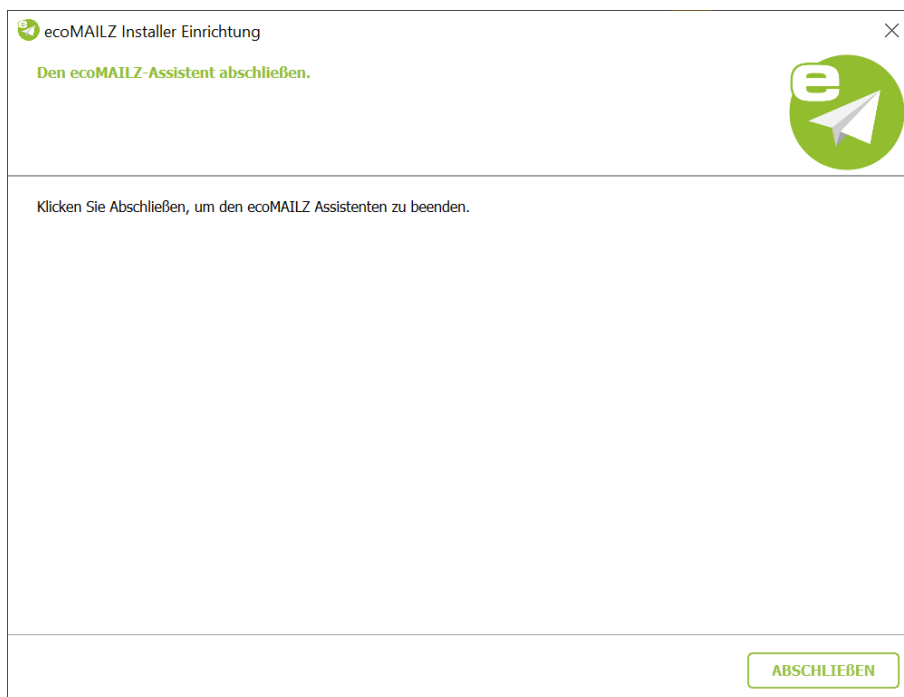 ecoMAILZ Installer Einrichtung
Den ecoMAILZ-Assistent abschließen.
e
Klicken Sie Abschließen, um den ecoMAILZ Assistenten zu beenden.
ABSCHLIEßEN